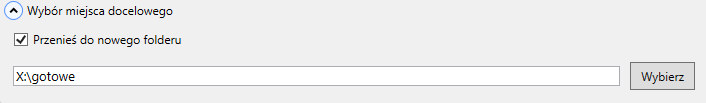 Wybór miejsca docelowego
Przenieś do nowego folderu
X:\gotowe
Wybierz